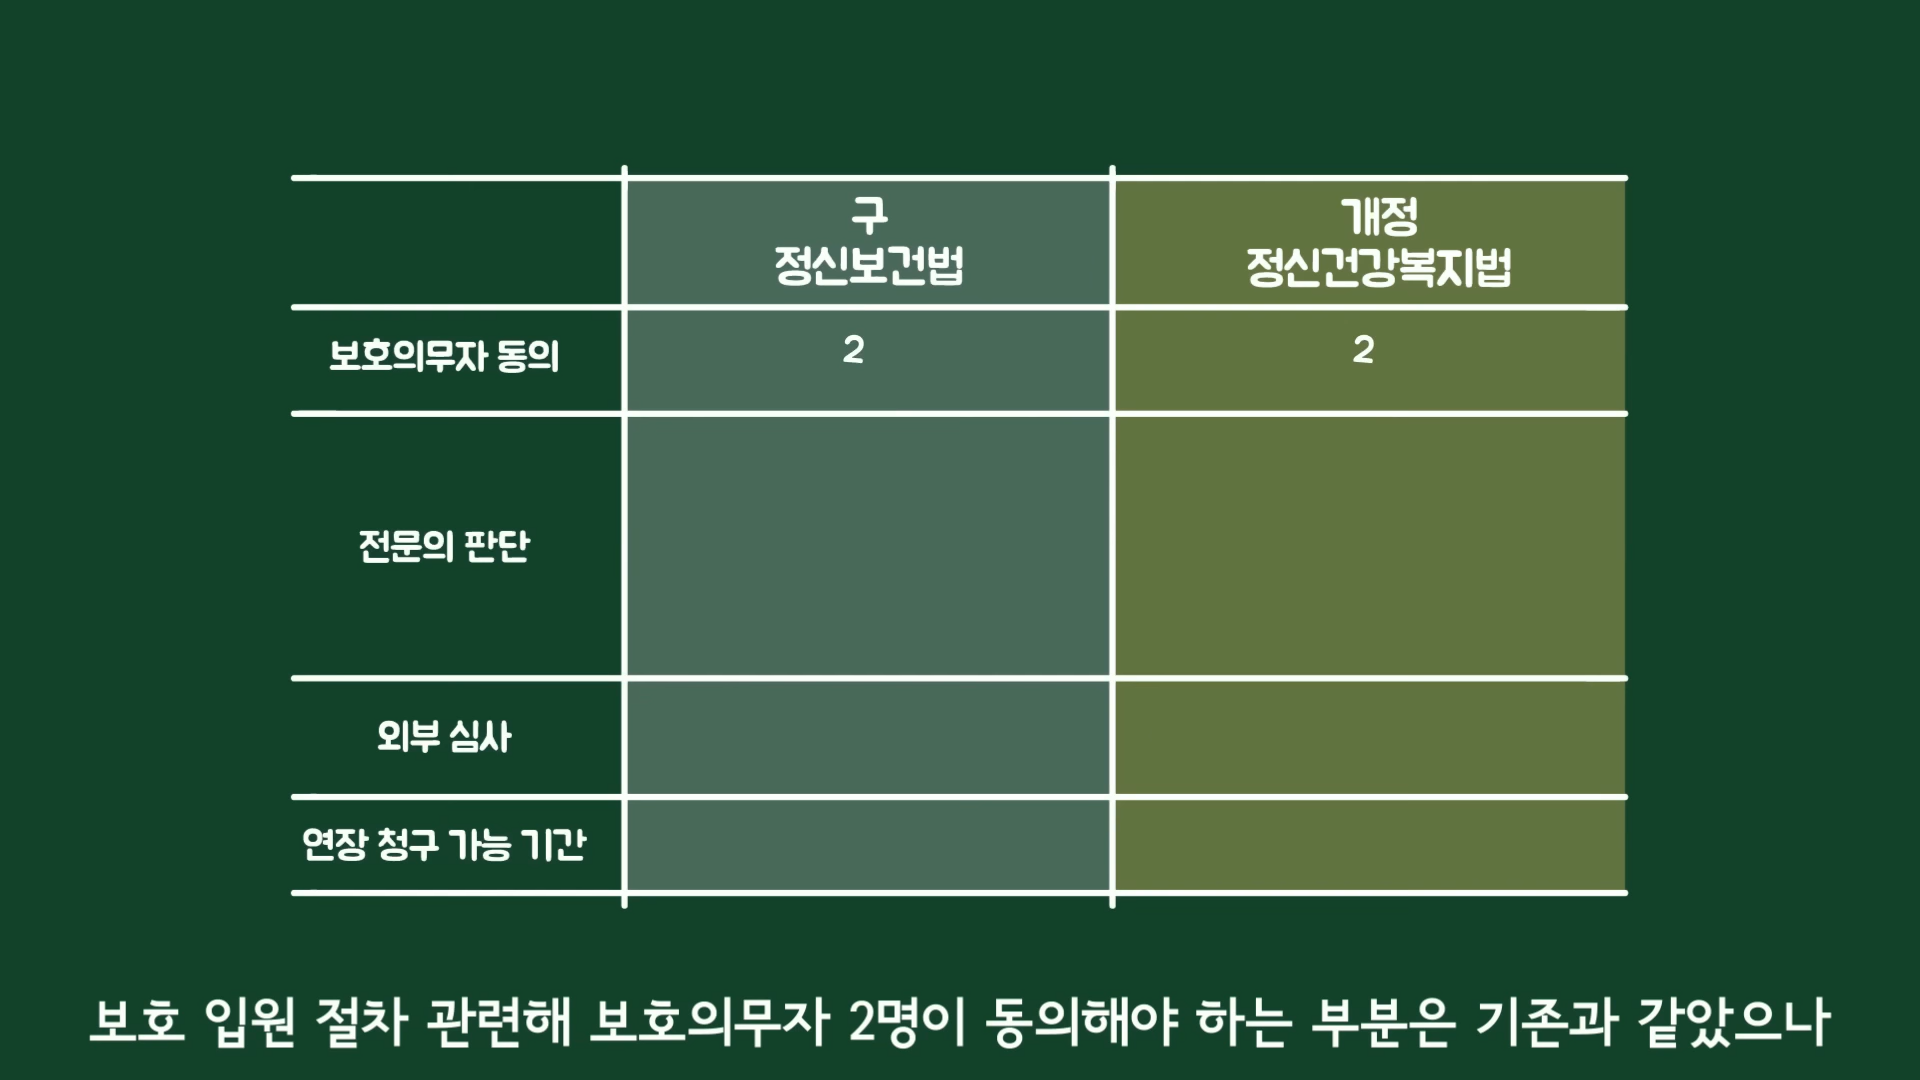 구
정신보건법
개정
정신건강복지법
보호의무자 동의
2
2
전문의 판단
외부 심사
연장 청구 가능 기간
보호 입원 절차 관련해 보호의무자 2명이 동의해야 하는 부분은 기존과 같았으나